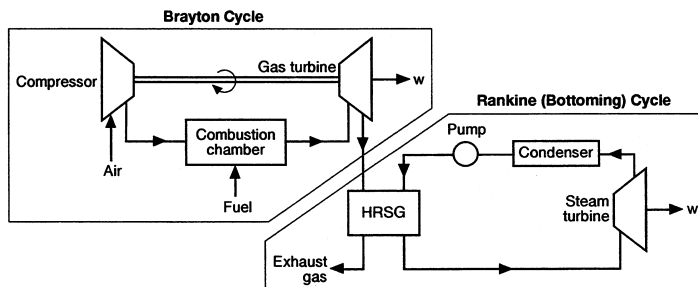 Brayton Cycle
Compressor
Gas turbine
w
Combustion
chamber
Air
Fuel
Rankine (Bottoming) Cycle
Pump
Condenser
HRSG
Steam
turbine
w
Exhaust
gas